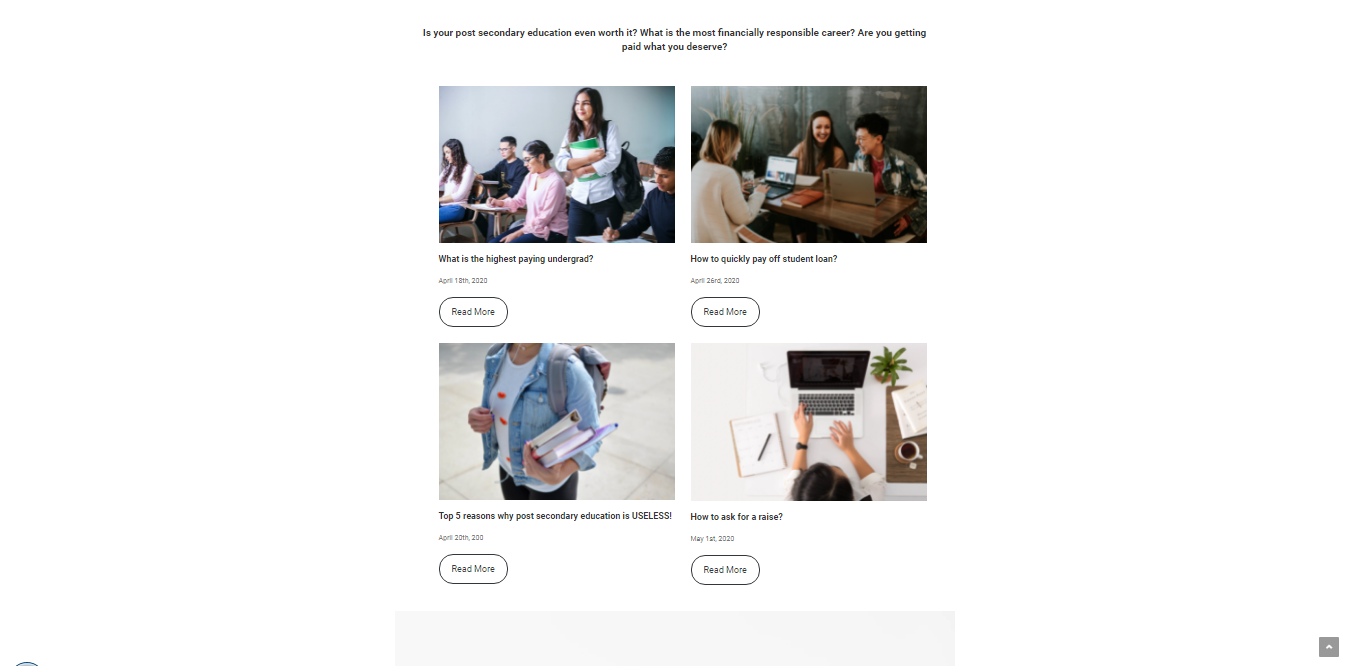 Is your post secondary education even worth it? What is the most financially responsible career? Are you getting
paid what you deserve?
What is the highest paying undergrad?
April 18th, 2020
Read More
How to quickly pay off student loan?
April 26rd, 2020
Read More
Top 5 reasons why post secondary education is USELESS!
April 20th, 200
Read More
How to ask for a raise?
May 1st, 2020
Read More